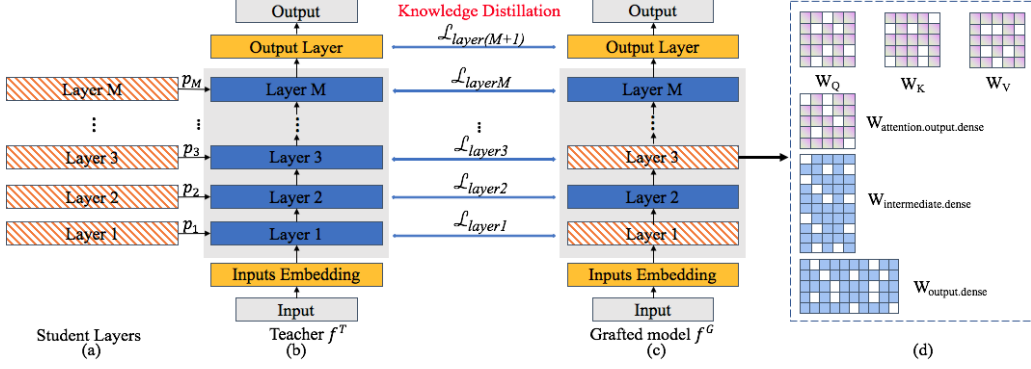 Output
Knowledge Distillation
Output
Output Layer
ℒlayer(M+1)
Output Layer
Layer M
pM
Layer M
ℒlayerM
Layer M
Layer 3
p3
Layer 3
ℒlayer3
Layer 3
Layer 2
p2
Layer 2
ℒlayer2
Layer 2
Layer 1
p1
Layer 1
ℒlayer1
Layer 1
Inputs Embedding
Inputs Embedding
Input
Input
Student Layers
(a)
Teacher f^T
(b)
Grafted model f^G
(c)
WQ
WK
WV
Wattention.output.dense
Wintermediate.dense
Woutput.dense
(d)